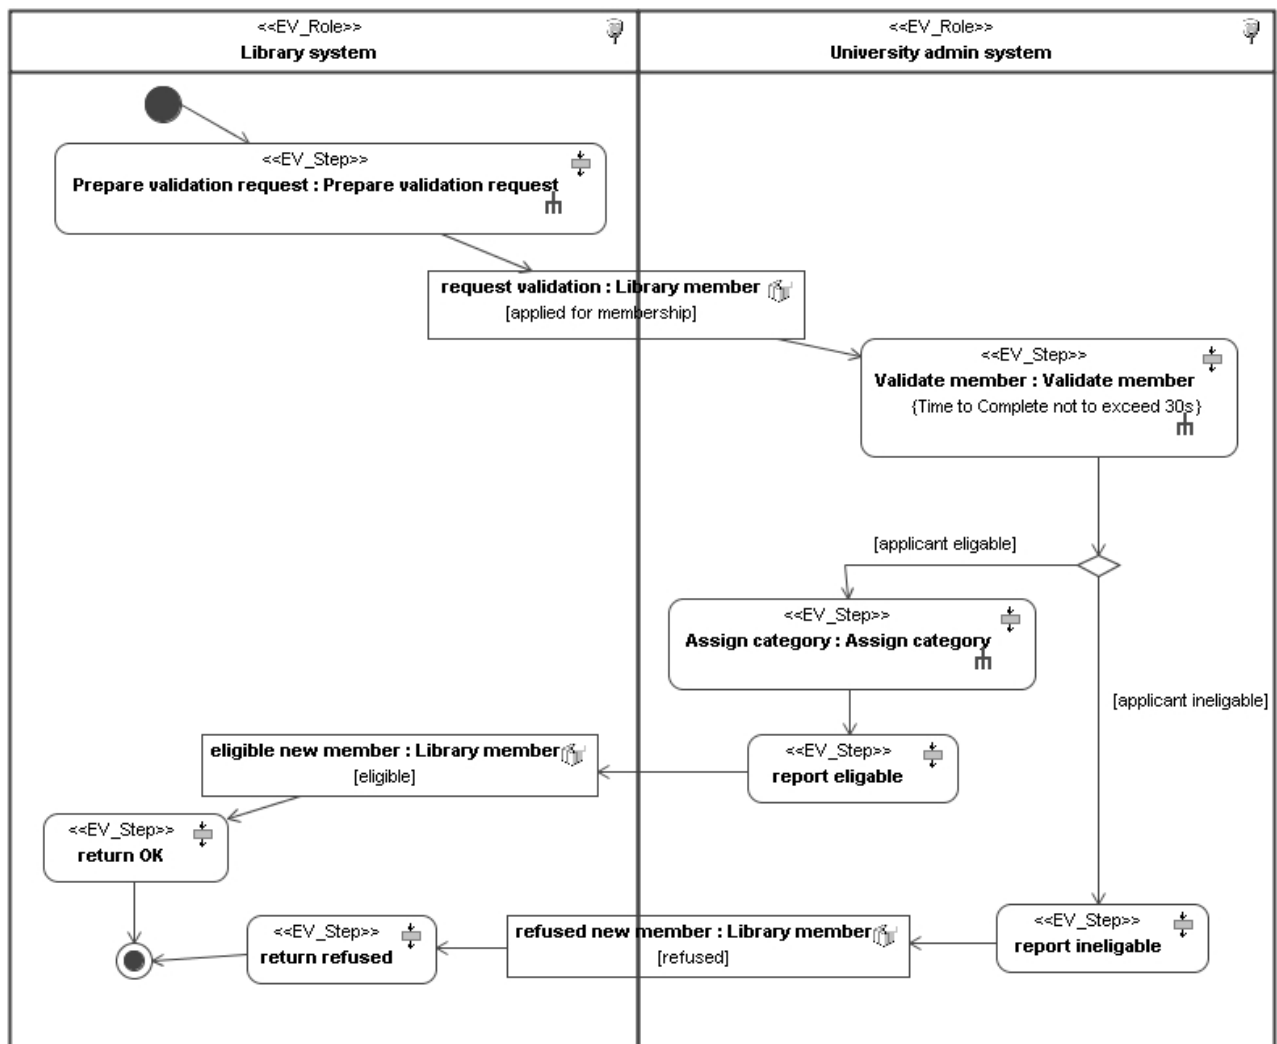 <<EV_Role>>
Library system
<<EV_Role>>
University admin system
<<EV_Step>>
Prepare validation request : Prepare validation request
request validation : Library member
[applied for membership]
<<EV_Step>>
Validate member : Validate member
{Time to Complete not to exceed 30s}
[applicant eligable]
<<EV_Step>>
Assign category : Assign category
[applicant ineligable]
<<EV_Step>>
report eligable
eligible new member : Library member
[eligible]
<<EV_Step>>
return OK
<<EV_Step>>
report ineligable
refused new member : Library member
[refused]
<<EV_Step>>
return refused